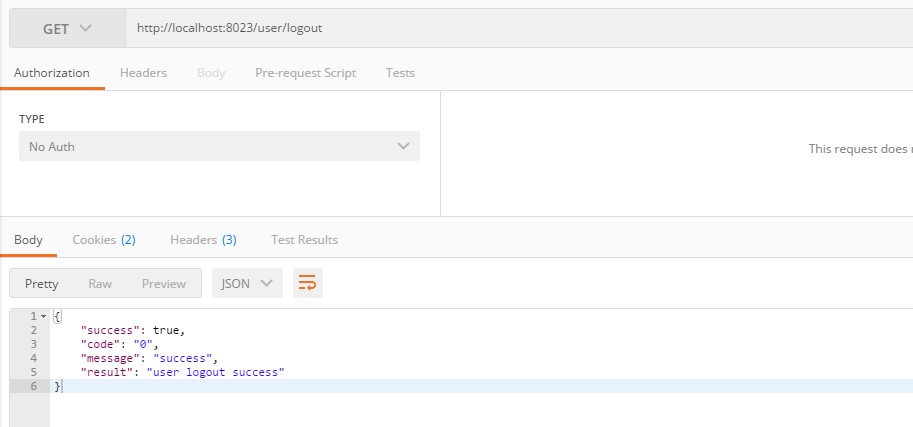 GET http://localhost:8023/user/logout
Authorization Headers Body Pre-request Script Tests
TYPE
No Auth
This request does
Body Cookies (2) Headers (3) Test Results
Pretty Raw Preview JSON
1 {
2 "success": true,
3 "code": "0",
4 "message": "success",
5 "result": "user logout success"
6 }